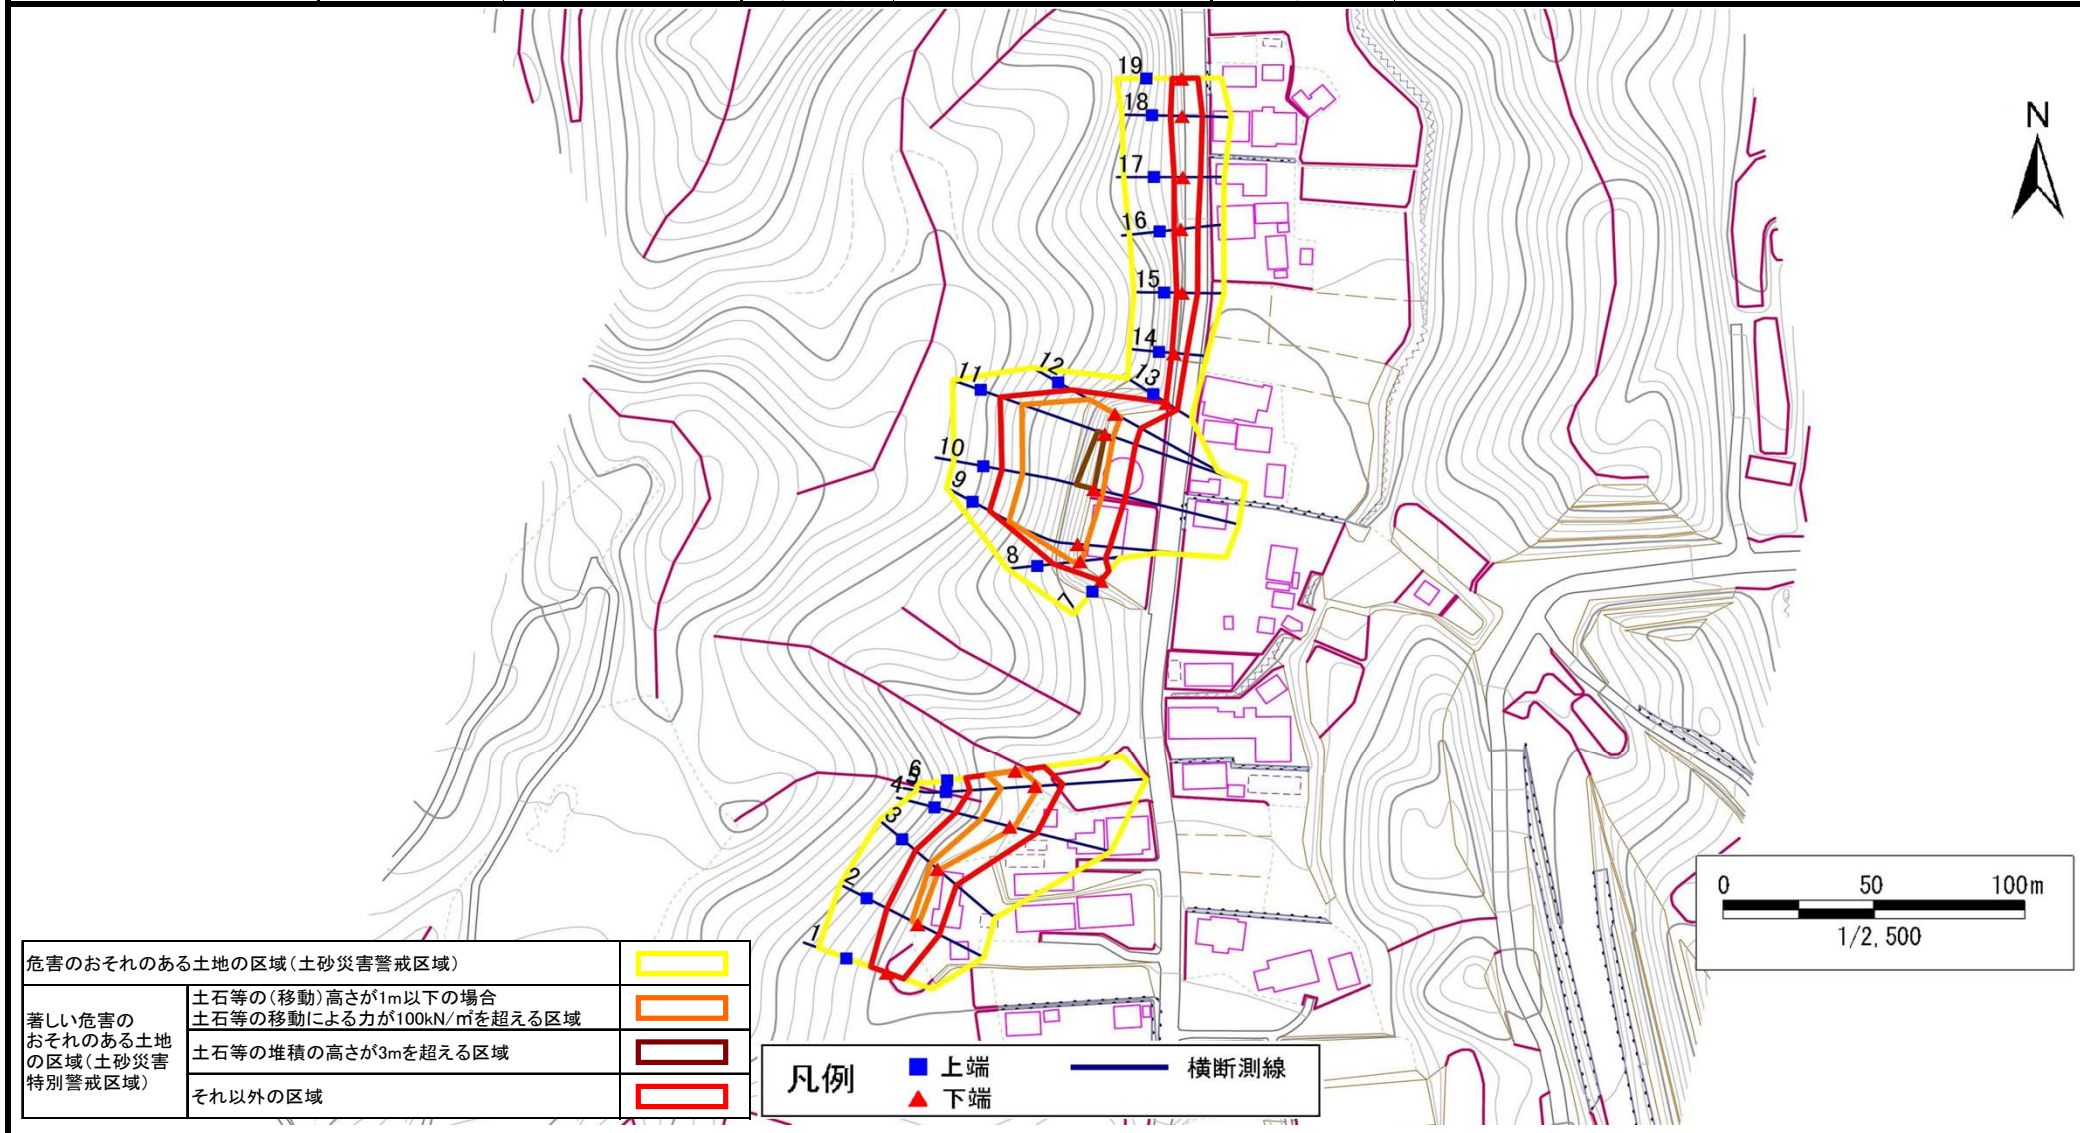 19
18
17
16
15
14
13
12
11
10
9
8
7
6
5
4
3
2
1
N
0 50 100m
1/2,500
危害のおそれのある土地の区域(土砂災害警戒区域)
著しい危害の
おそれのある土地
の区域(土砂災害
特別警戒区域)
土石等の(移動)高さが1m以下の場合
土石等の移動による力が100kN/㎡を超える区域
土石等の堆積の高さが3mを超える区域
それ以外の区域
凡例
上端
下端
横断測線